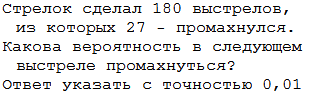 Стрелок сделал 180 выстрелов,
из которых 27 - промахнулся.
Какова вероятность в следующем
выстреле промахнуться?
Ответ указать с точностью 0,01